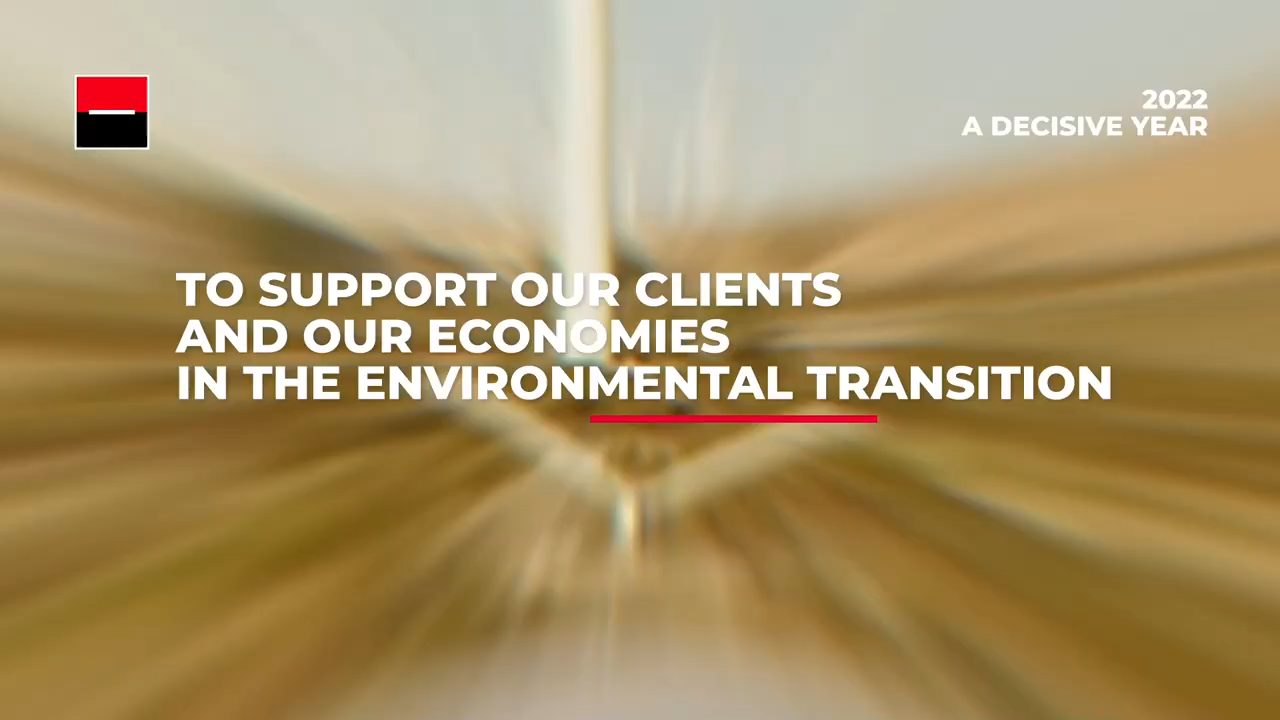 2022
A DECISIVE YEAR
TO SUPPORT OUR CLIENTS
AND OUR ECONOMIES
IN THE ENVIRONMENTAL TRANSITION